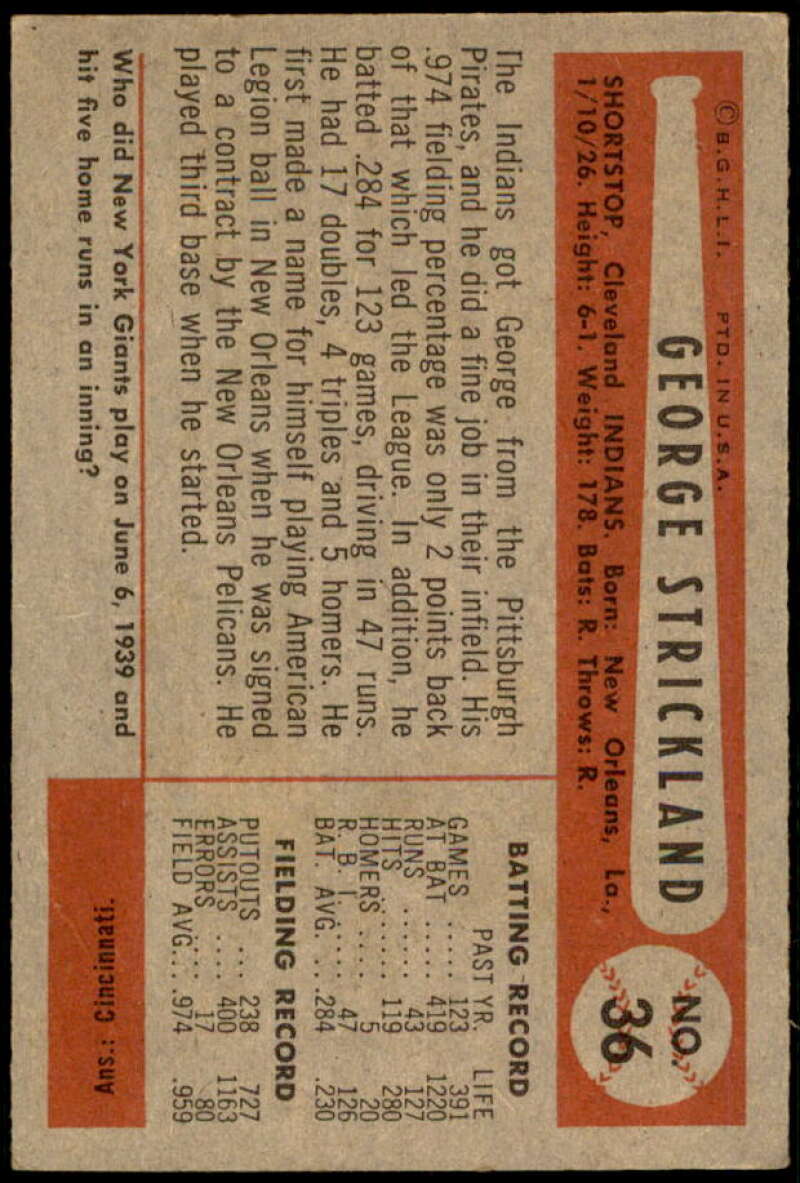 © B.G.H.L.I. PTD. IN U.S.A.
GEORGE STRICKLAND
NO. 36
SHORTSTOP, Cleveland INDIANS. Born: New Orleans, La.,
1/10/26. Height: 6-1. Weight: 178. Bats: R. Throws: R.
The Indians got George from the Pittsburgh
Pirates, and he did a fine job in their infield. His
.974 fielding percentage was only 2 points back
of that which led the League. In addition, he
batted .284 for 123 games, driving in 47 runs.
He had 17 doubles, 4 triples and 5 homers. He
first made a name for himself playing American
Legion ball in New Orleans when he was signed
to a contract by the New Orleans Pelicans. He
played third base when he started.
BATTING RECORD
PAST YR. LIFE
GAMES ..... 123 391
AT BAT ..... 419 1220
RUNS ...... 43 127
HITS ...... 119 280
HOMERS .... 5 20
R. B. I. .... 47 126
BAT. AVG. .. .284 .230
FIELDING RECORD
PUTOUTS ... 238 727
ASSISTS .... 400 1163
ERRORS .... 17 80
FIELD AVG... .974 .959
Who did New York Giants play on June 6, 1939 and
hit five home runs in an inning?
Ans.: Cincinnati.